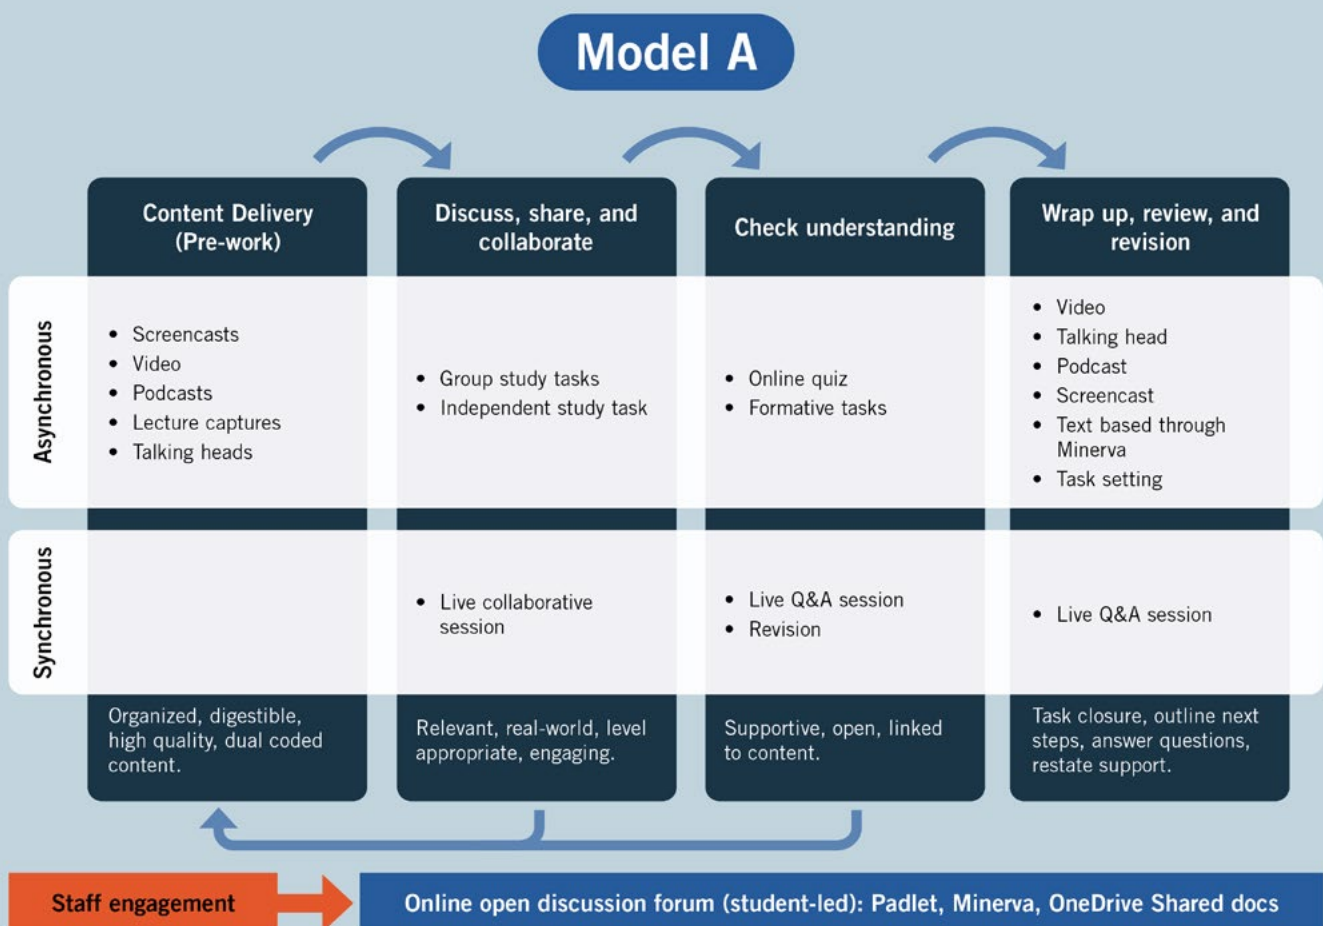 Model A
Content Delivery
(Pre-work)
Discuss, share, and
collaborate
Check understanding
Wrap up, review, and
revision
Asynchronous
• Screencasts
• Video
• Podcasts
• Lecture captures
• Talking heads
• Group study tasks
• Independent study task
• Online quiz
• Formative tasks
• Video
• Talking head
• Podcast
• Screencast
• Text based through
Minerva
• Task setting
Synchronous
• Live collaborative
session
• Live Q&A session
• Revision
• Live Q&A session
Organized, digestible,
high quality, dual coded
content.
Relevant, real-world, level
appropriate, engaging.
Supportive, open, linked
to content.
Task closure, outline next
steps, answer questions,
restate support.
Staff engagement
Online open discussion forum (student-led): Padlet, Minerva, OneDrive Shared docs